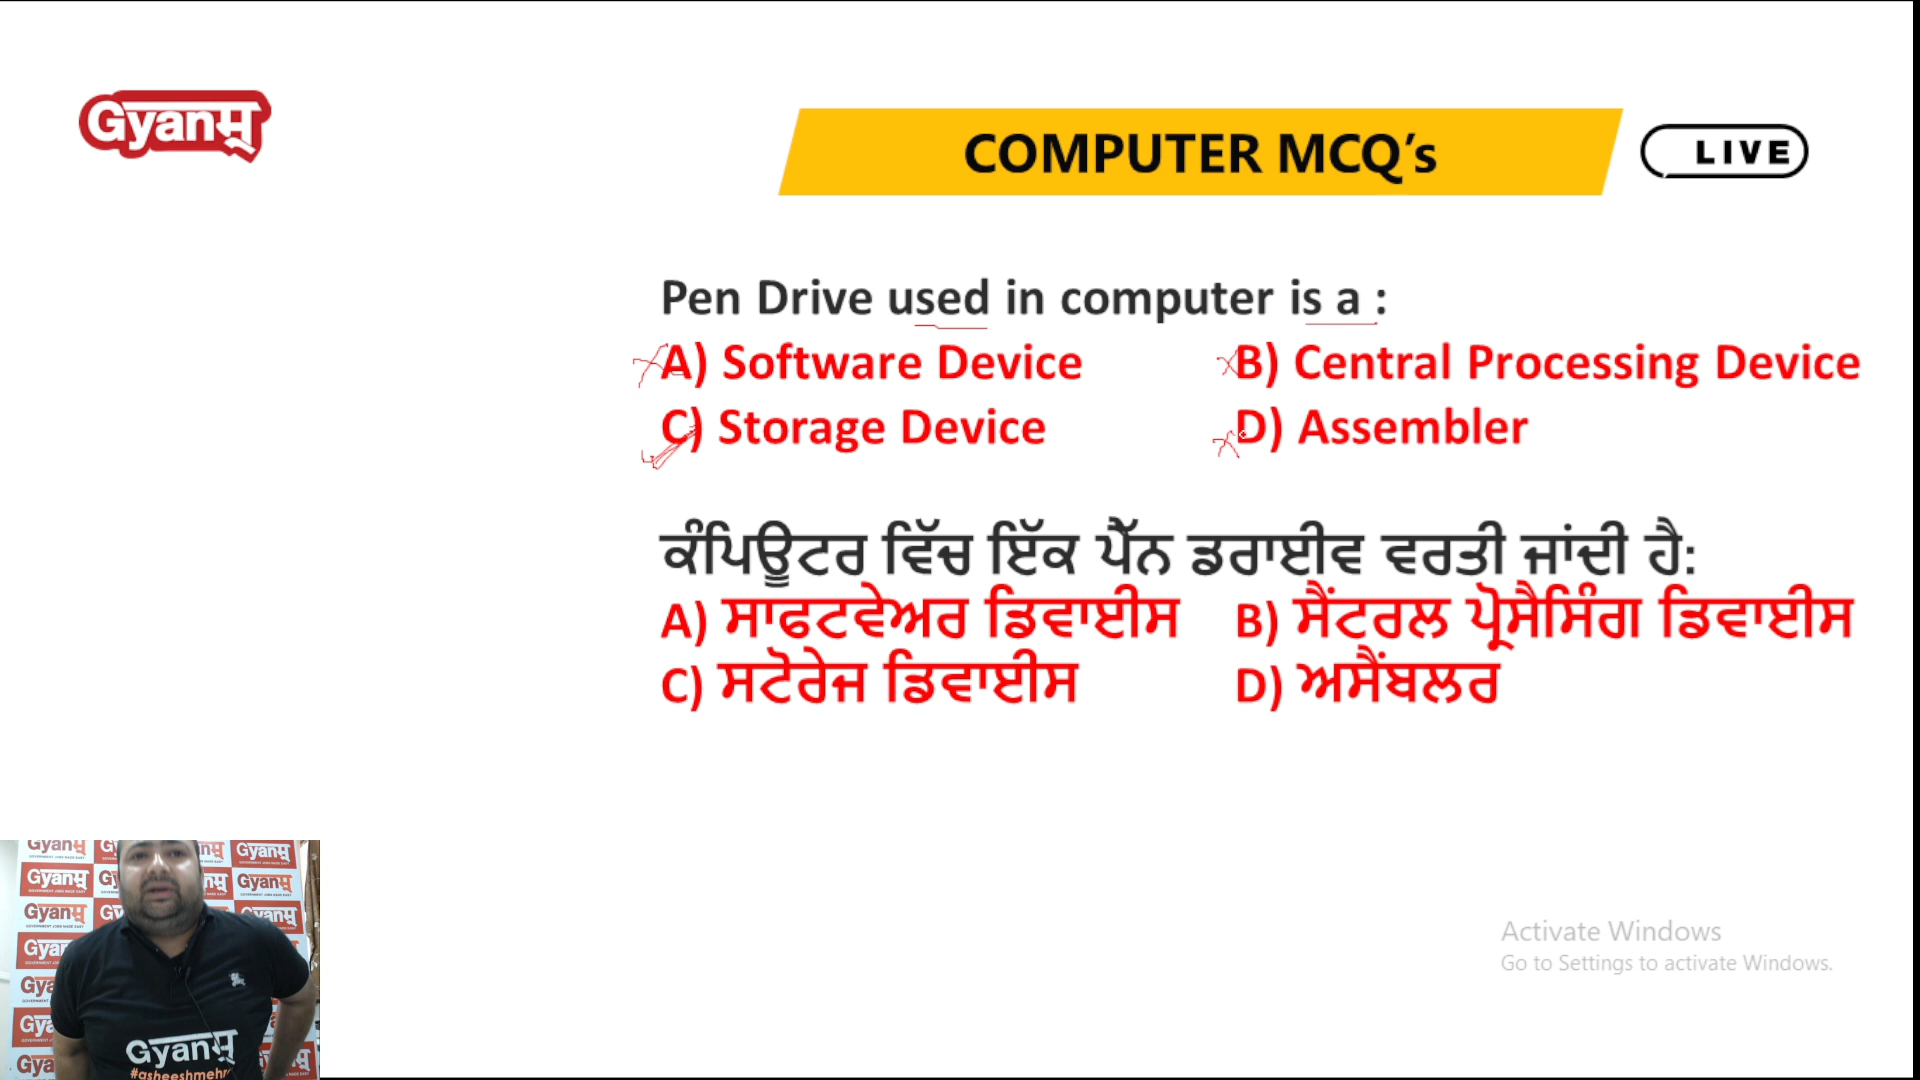 Gyanम
COMPUTER MCQ's
LIVE
Pen Drive used in computer is a :
A) Software Device B) Central Processing Device
C) Storage Device D) Assembler
ਕੰਪਿਊਟਰ ਵਿੱਚ ਇੱਕ ਪੈੱਨ ਡਰਾਈਵ ਵਰਤੀ ਜਾਂਦੀ ਹੈ:
A) ਸਾਫਟਵੇਅਰ ਡਿਵਾਈਸ B) ਸੈਂਟਰਲ ਪ੍ਰੋਸੈਸਿੰਗ ਡਿਵਾਈਸ
C) ਸਟੋਰੇਜ ਡਿਵਾਈਸ D) ਅਸੈਂਬਲਰ
Activate Windows
Go to Settings to activate Windows.
Gyanम
#asheeshmehr